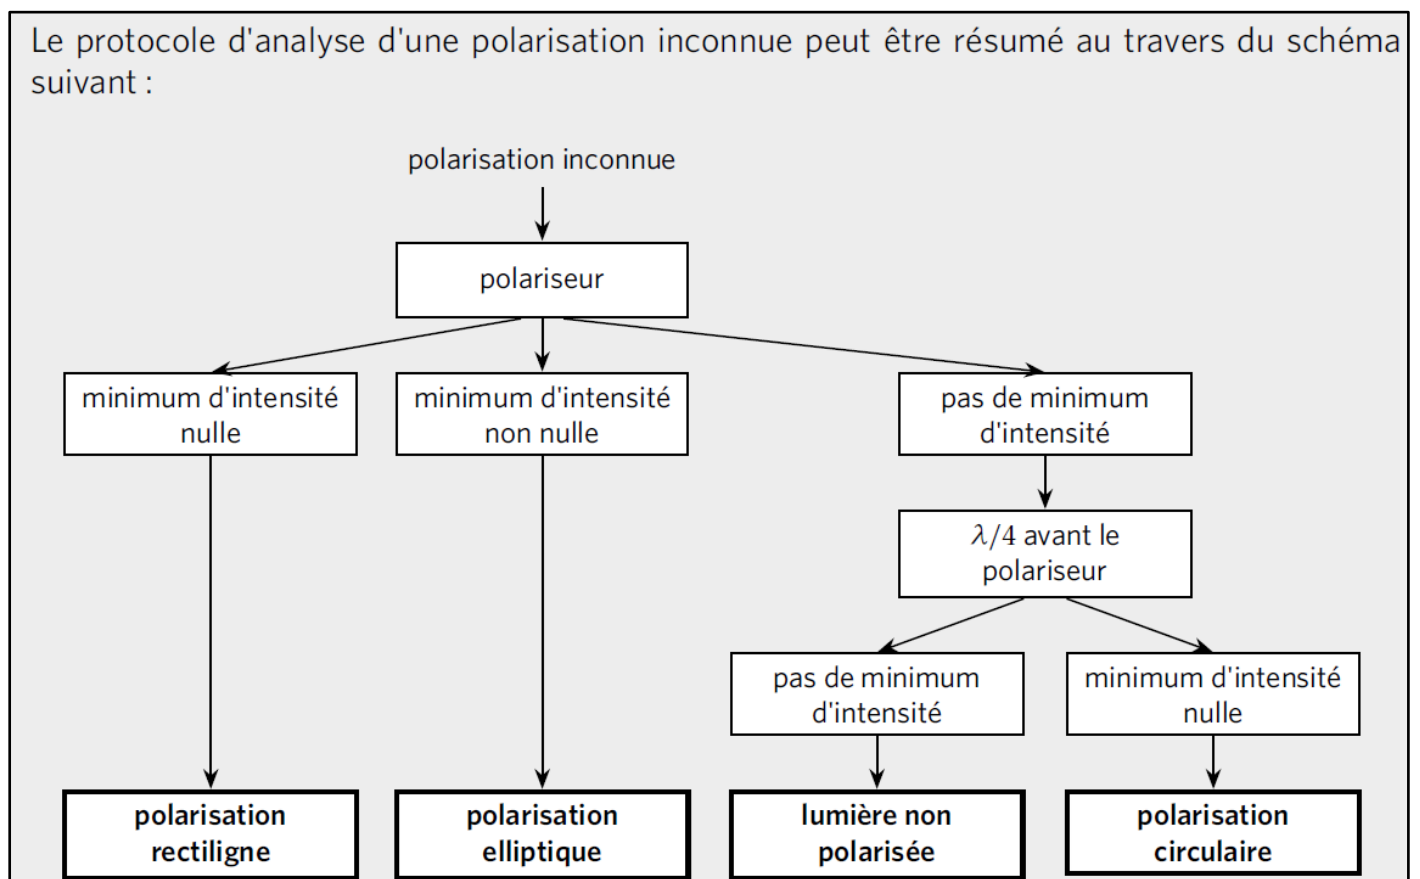 Le protocole d'analyse d'une polarisation inconnue peut être résumé au travers du schéma
suivant :
polarisation inconnue
polariseur
minimum d'intensité
nulle
minimum d'intensité
non nulle
pas de minimum
d'intensité
λ/4 avant le
polariseur
pas de minimum
d'intensité
minimum d'intensité
nulle
polarisation
rectiligne
polarisation
elliptique
lumière non
polarisée
polarisation
circulaire